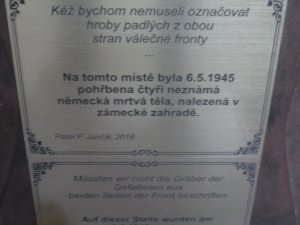 Kéž bychom nemuseli označovat
hroby padlých z obou
stran válečné fronty
...
Na tomto místě byla 6.5.1945
pohřbena čtyři neznámá
německá mrtvá těla, nalezená v
zámecké zahradě.
Páter P. Jančík, 2016
Müssten wir nicht die Gräber der
Gefallenen aus
beiden Seiten der Front beschriften
...
Auf dieser Stelle wurden am